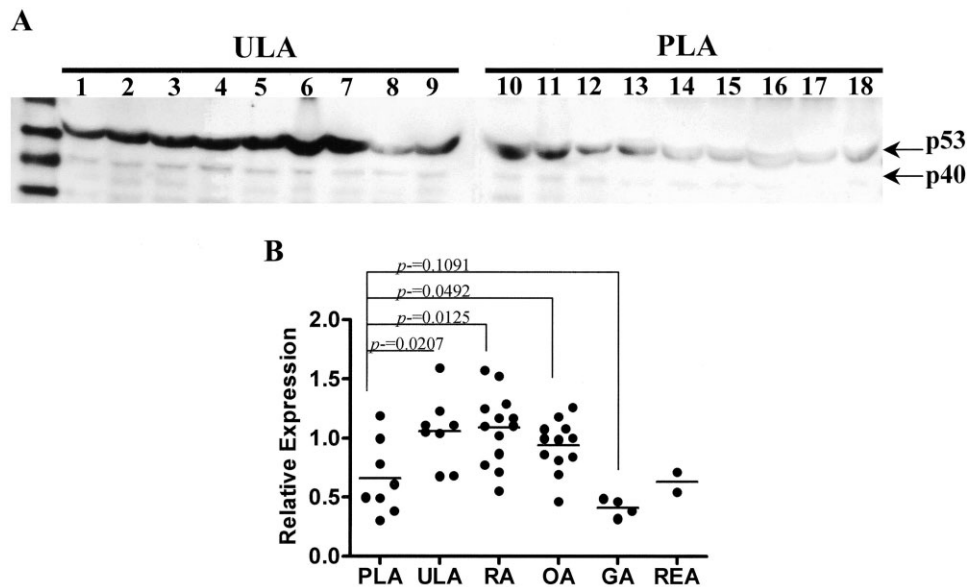 A
ULA PLA
1 2 3 4 5 6 7 8 9 10 11 12 13 14 15 16 17 18
p53
p40
B
p-=0.1091
p-=0.0492
p-=0.0125
p-=0.0207
Relative Expression
2.0
1.5
1.0
0.5
0.0
PLA ULA RA OA GA REA